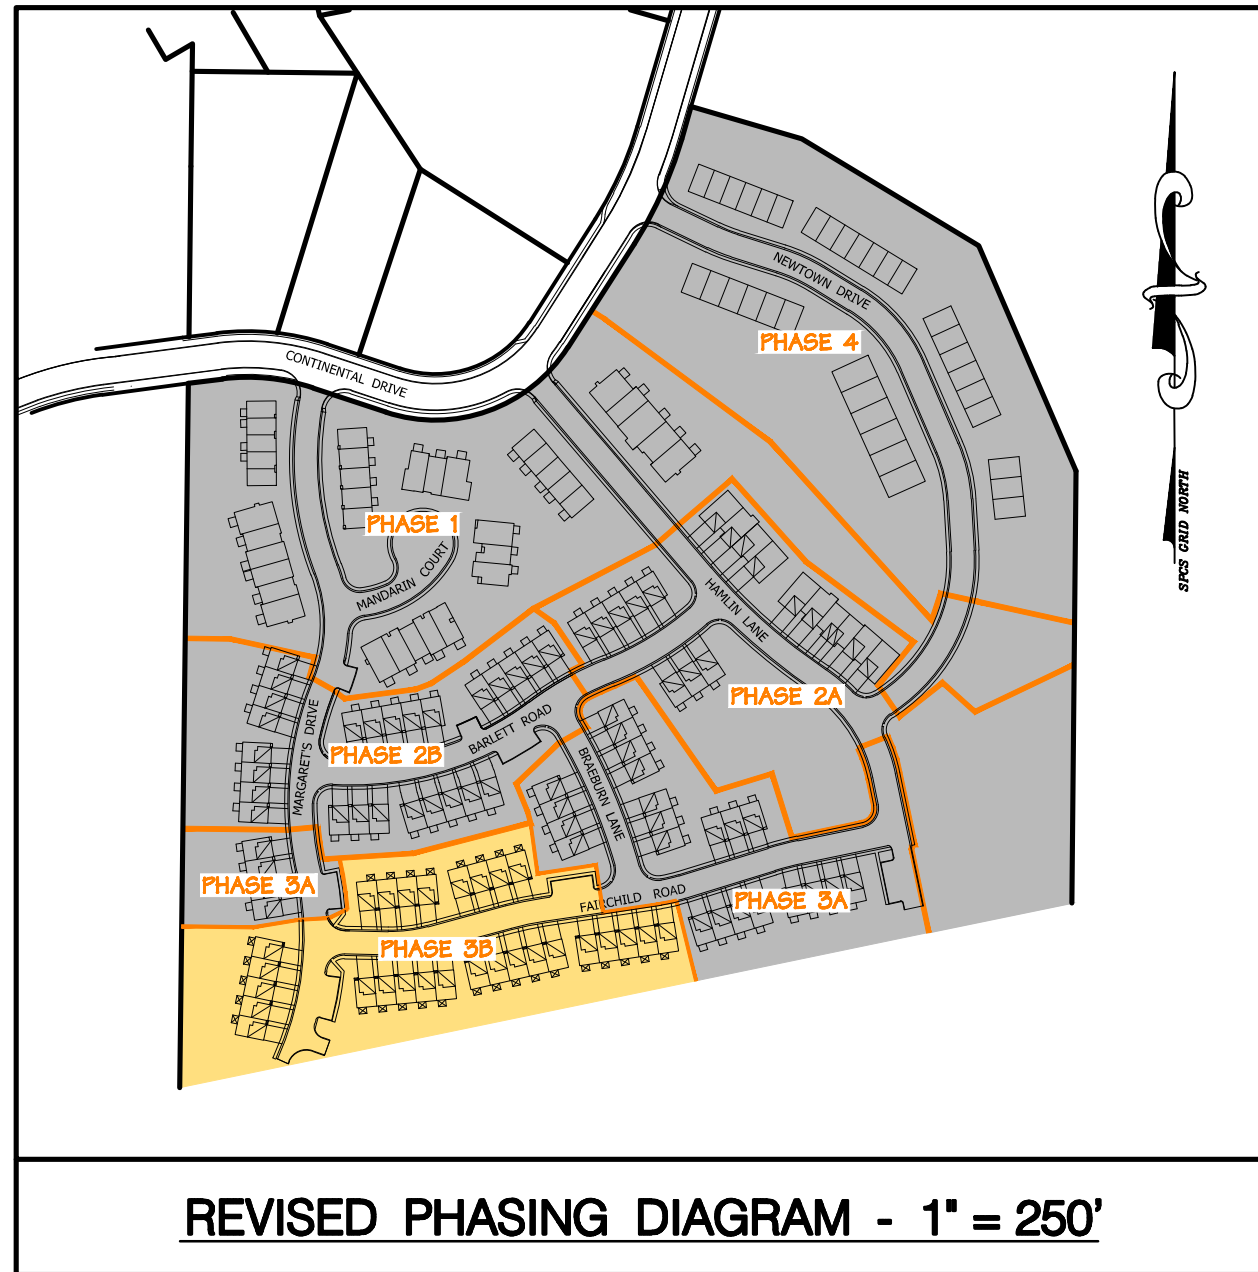 NEWTOWN DRIVE
PHASE 4
CONTINENTAL DRIVE
SPCS GRID NORTH
PHASE 1
MANDARIN COURT
HAMLIN LANE
PHASE 2A
MARGARET'S DRIVE
BARLETT ROAD
PHASE 2B
BRAEBURN LANE
PHASE 3A
FAIRCHILD ROAD
PHASE 3A
PHASE 3B
REVISED PHASING DIAGRAM - 1" = 250'